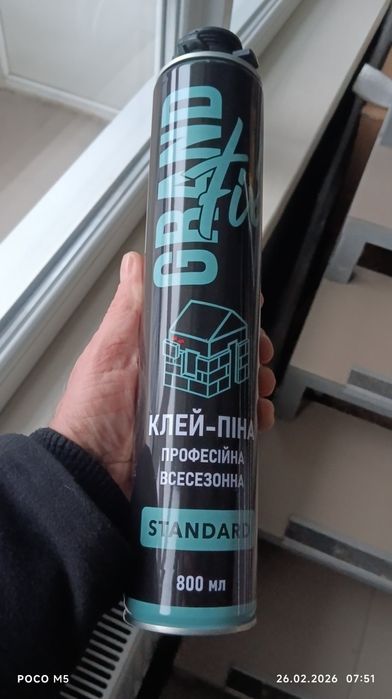 GRAND
Fix
КЛЕЙ-ПІНА
ПРОФЕСІЙНА
ВСЕСЕЗОННА
STANDARD
800 мл
POCO M5
26.02.2026 07:51